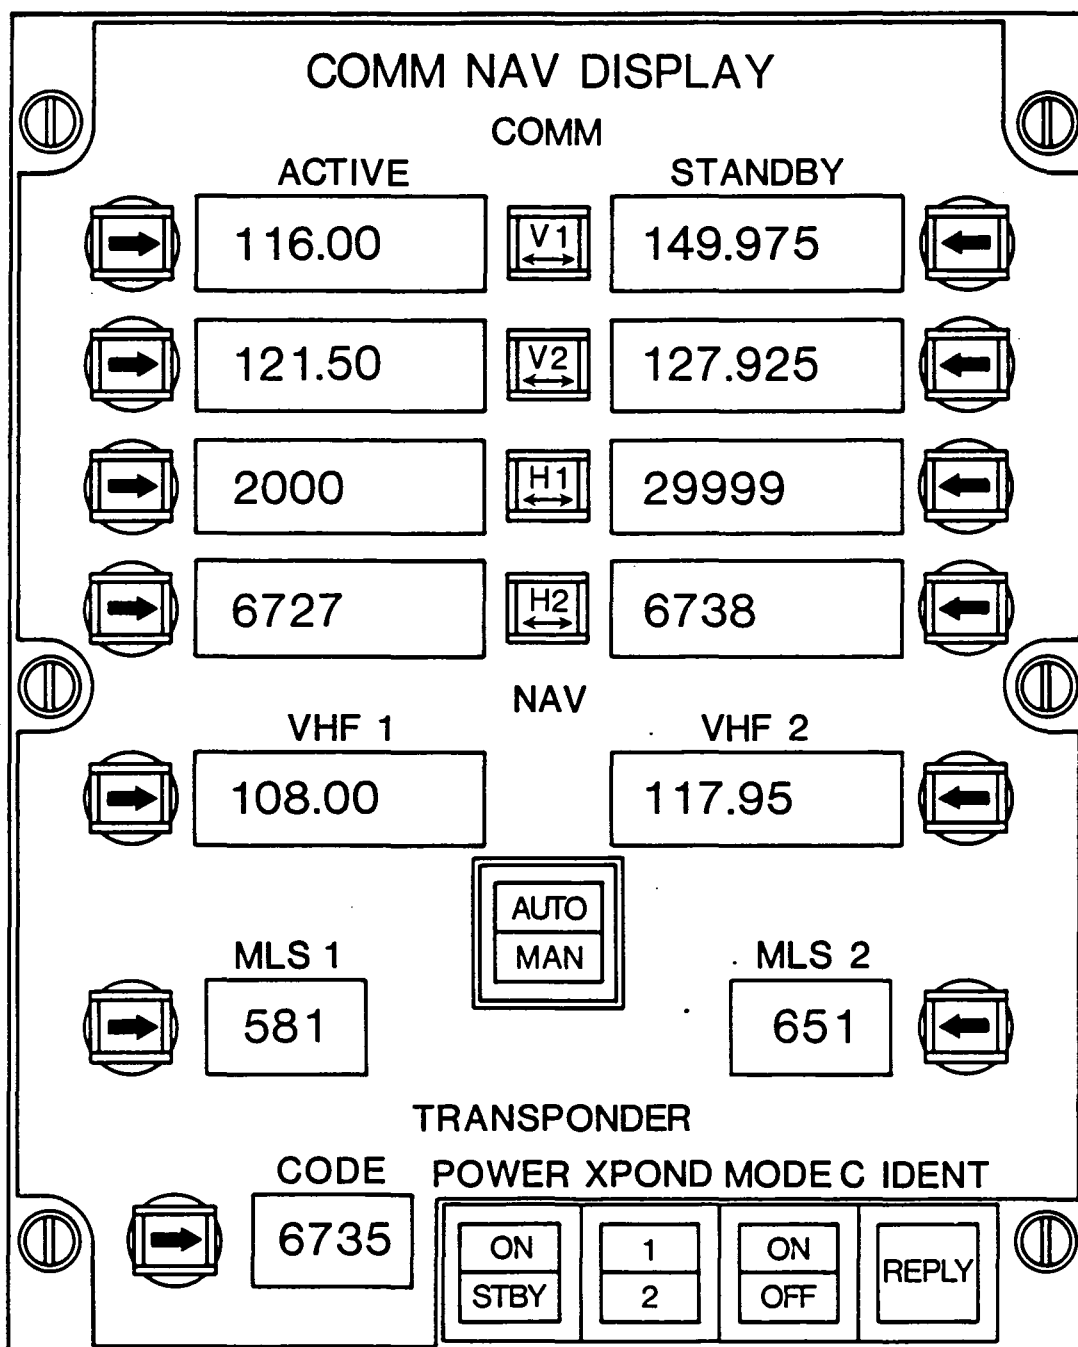 COMM NAV DISPLAY
COMM
ACTIVE STANDBY
116.00 V1 149.975
121.50 V2 127.925
2000 H1 29999
6727 H2 6738
NAV
VHF 1 VHF 2
108.00 117.95
AUTO
MAN
MLS 1 MLS 2
581 651
TRANSPONDER
CODE POWER XPOND MODE C IDENT
6735 ON 1 ON REPLY
STBY 2 OFF